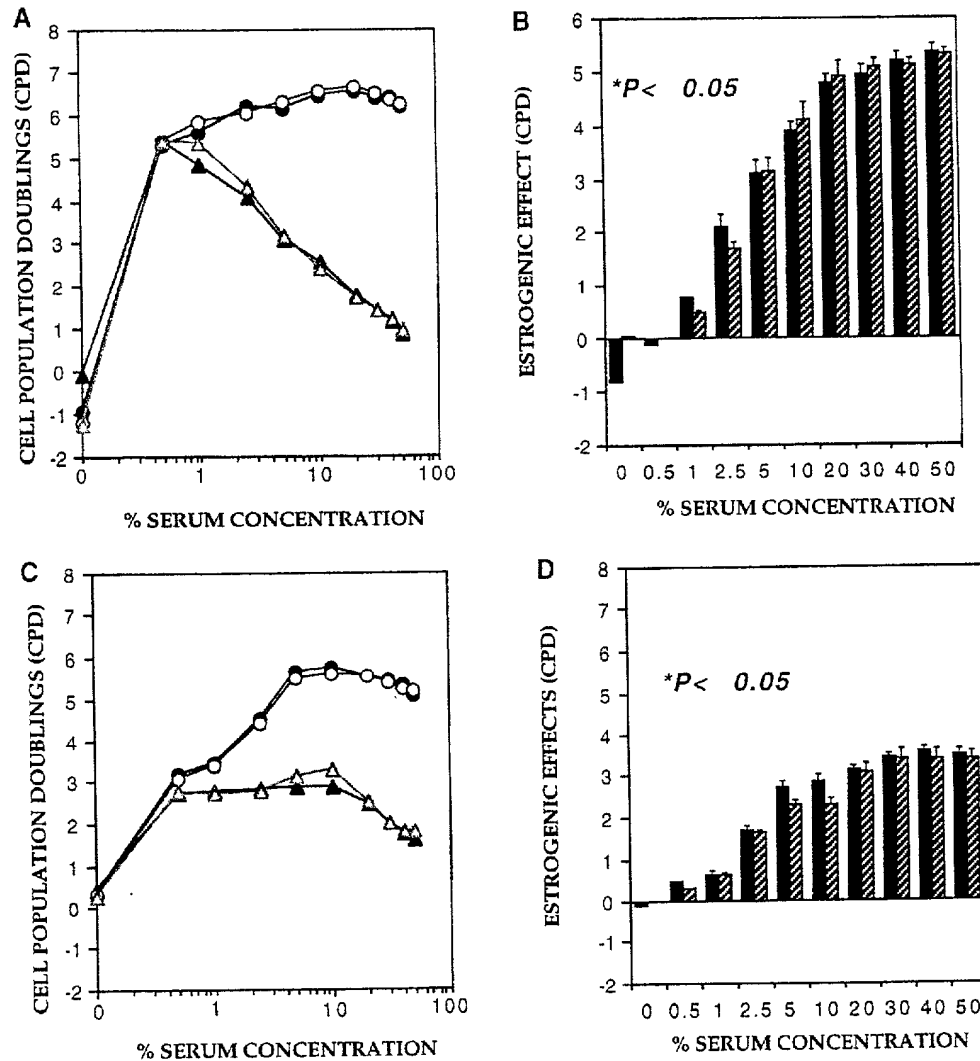 A
CELL POPULATION DOUBLINGS (CPD)
8
7
6
5
4
3
2
1
0
-1
-2
0 1 10 100
% SERUM CONCENTRATION
B
ESTROGENIC EFFECT (CPD)
6
5
4
3
2
1
0
-1
-2
*P< 0.05
0 0.5 1 2.5 5 10 20 30 40 50
% SERUM CONCENTRATION
C
CELL POPULATION DOUBLINGS (CPD)
8
7
6
5
4
3
2
1
0
-1
-2
0 1 10 100
% SERUM CONCENTRATION
D
ESTROGENIC EFFECTS (CPD)
8
7
6
5
4
3
2
1
0
-1
-2
*P< 0.05
0 0.5 1 2.5 5 10 20 30 40 50
% SERUM CONCENTRATION